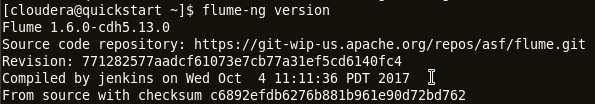 [cloudera@quickstart ~]$ flume-ng version
Flume 1.6.0-cdh5.13.0
Source code repository: https://git-wip-us.apache.org/repos/asf/flume.git
Revision: 771282577aadcf61073e7cb77a31ef5cd6140fc4
Compiled by jenkins on Wed Oct  4 11:11:36 PDT 2017
From source with checksum c6892efdb6276b881b961e90d72bd762